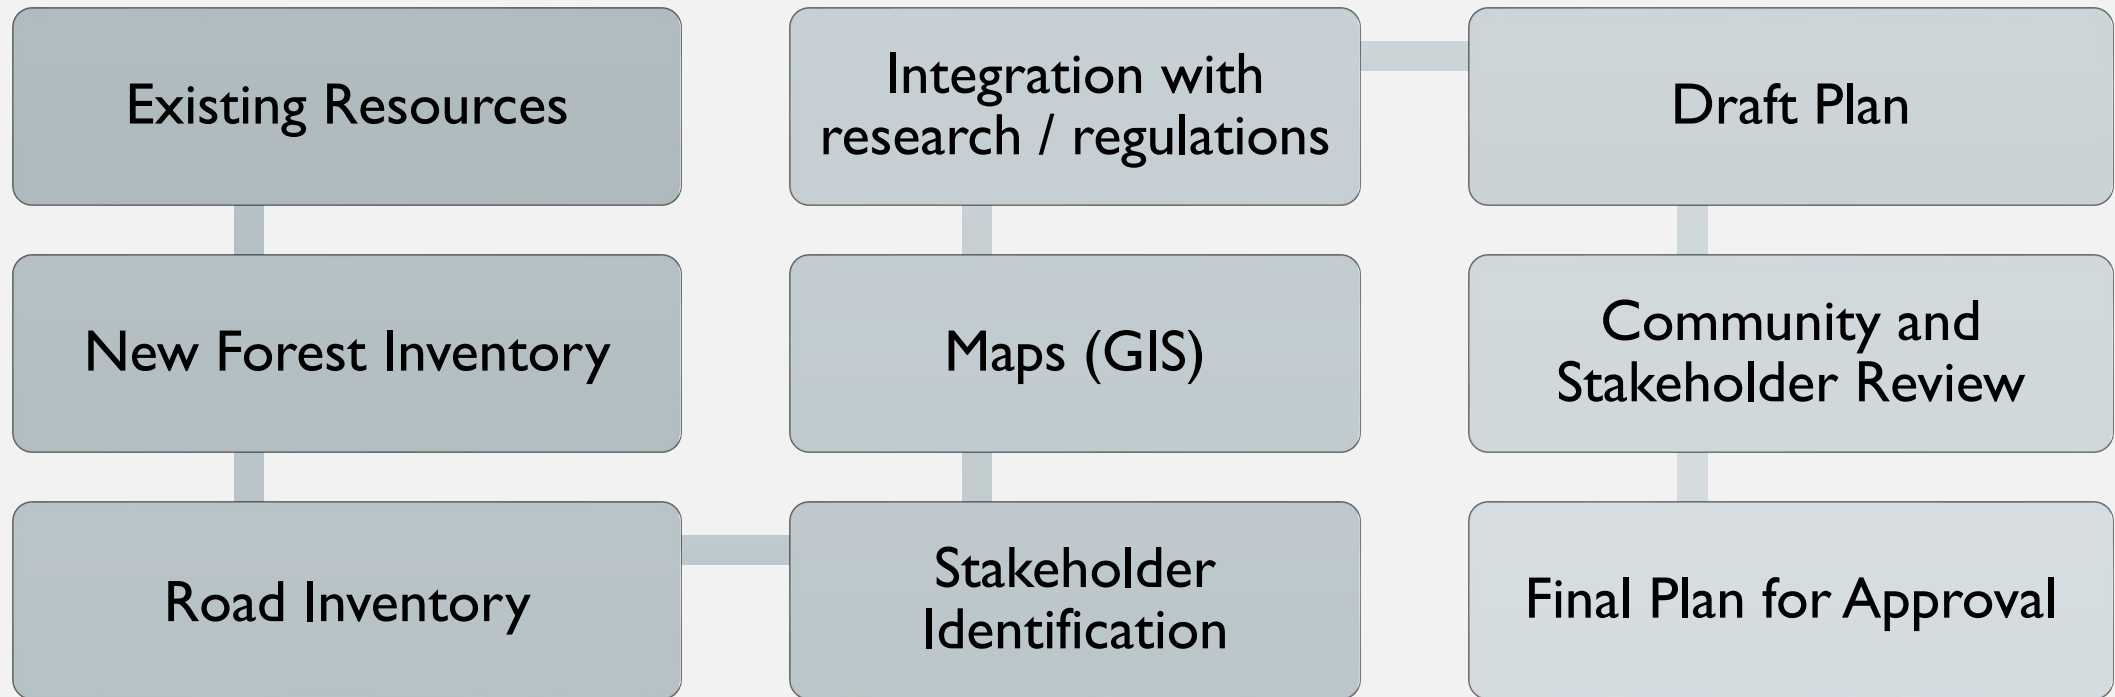 Existing Resources
New Forest Inventory
Road Inventory
Stakeholder
Identification
Maps (GIS)
Integration with
research / regulations
Draft Plan
Community and
Stakeholder Review
Final Plan for Approval